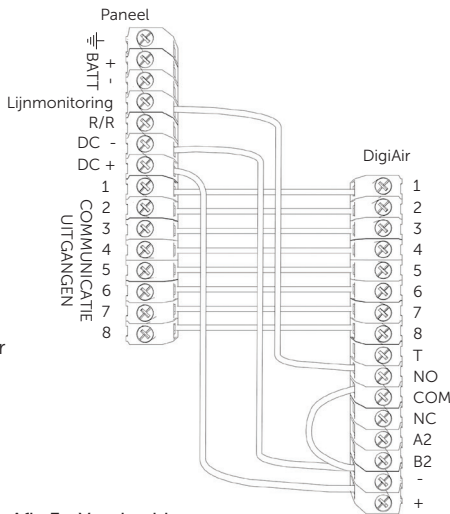 Paneel
BATT
+
-
Lijnmonitoring
R/R
DC -
DC +
COMMUNICATIE
UITGANGEN
1
2
3
4
5
6
7
8
DigiAir
1
2
3
4
5
6
7
8
T
NO
COM
NC
A2
B2
-
+
r